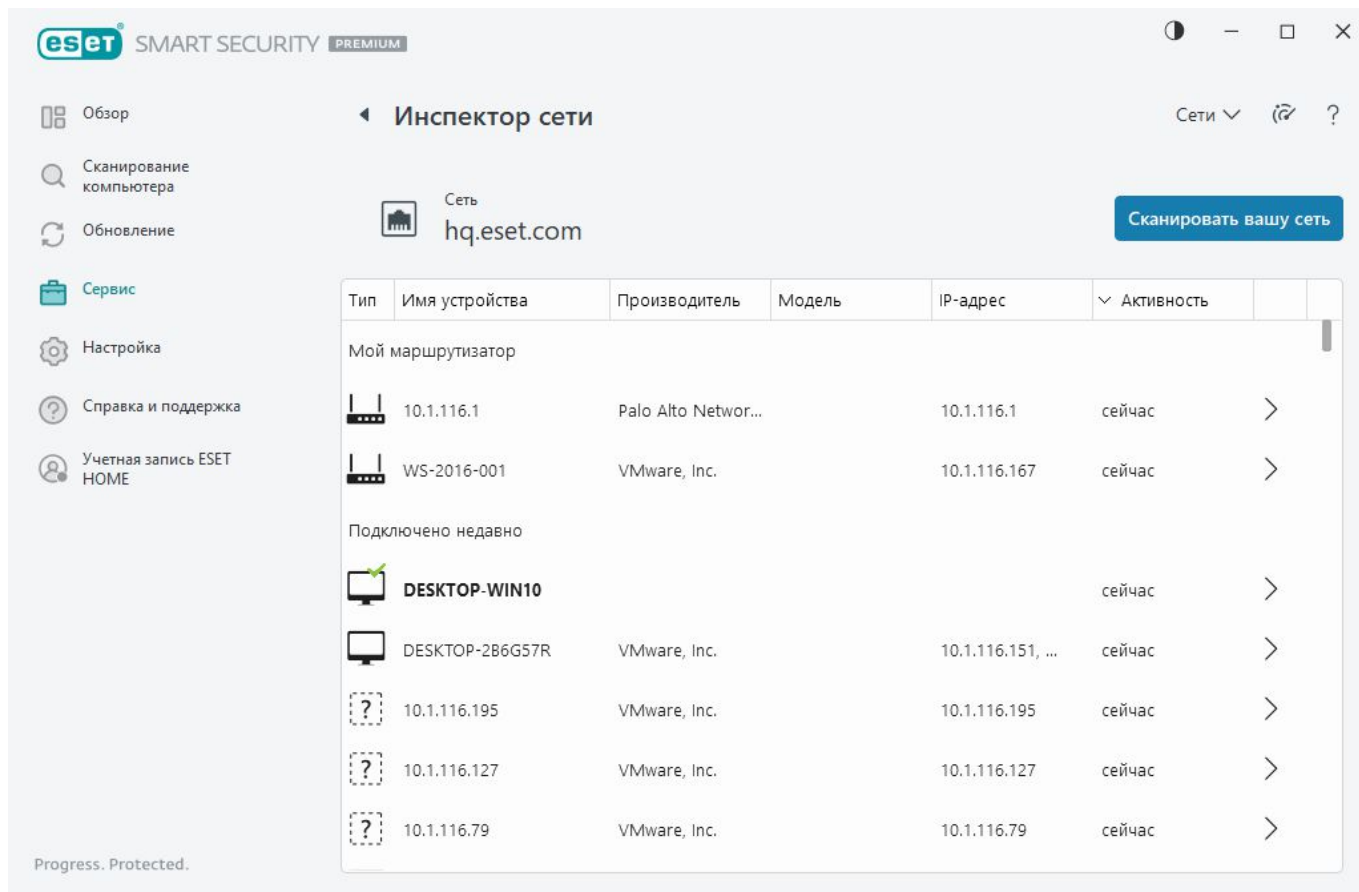 eset® SMART SECURITY PREMIUM
Обзор
Сканирование
компьютера
Обновление
Сервис
Настройка
Справка и поддержка
Учетная запись ESET
HOME
Progress. Protected.
Инспектор сети
Сети
?
Сеть
hq.eset.com
Сканировать вашу сеть
Тип Имя устройства Производитель Модель IP-адрес Активность
Мой маршрутизатор
10.1.116.1 Palo Alto Networ... 10.1.116.1 сейчас
WS-2016-001 VMware, Inc. 10.1.116.167 сейчас
Подключено недавно
DESKTOP-WIN10 сейчас
DESKTOP-2B6G57R VMware, Inc. 10.1.116.151, ... сейчас
? 10.1.116.195 VMware, Inc. 10.1.116.195 сейчас
? 10.1.116.127 VMware, Inc. 10.1.116.127 сейчас
? 10.1.116.79 VMware, Inc. 10.1.116.79 сейчас